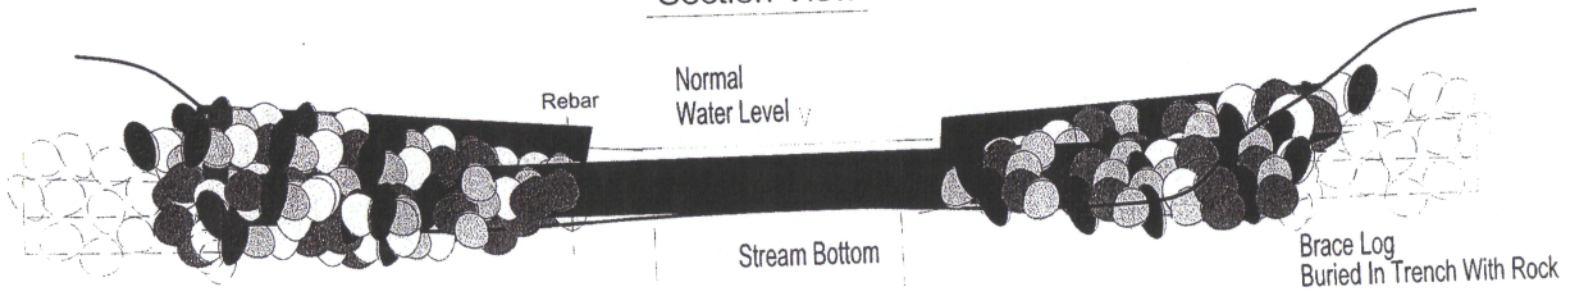 Rebar
Normal
Water Level
Stream Bottom
Brace Log
Buried In Trench With Rock